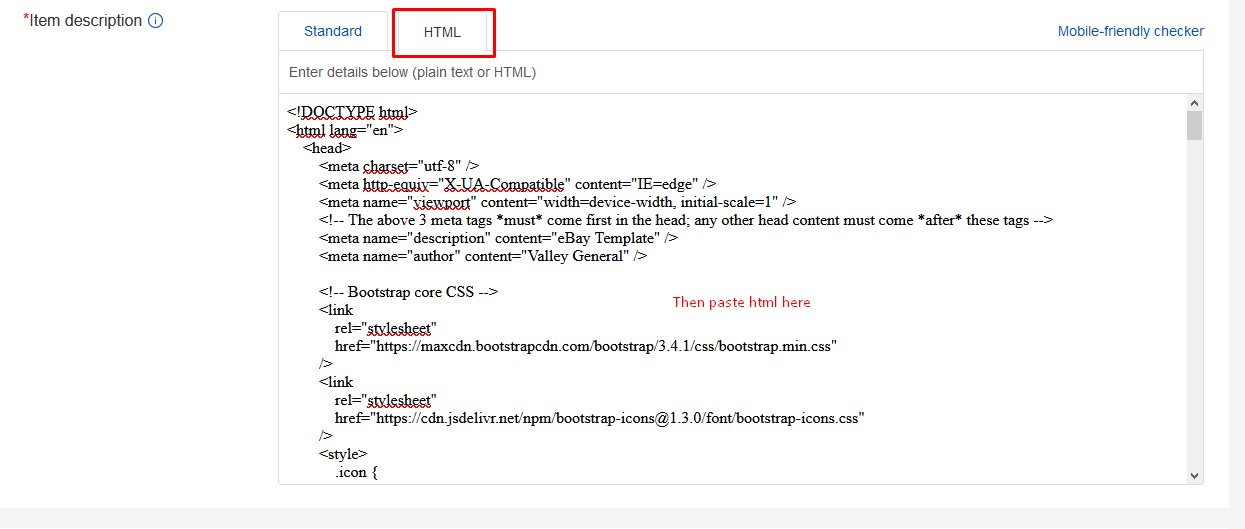 *Item description
Standard
HTML
Mobile-friendly checker
Enter details below (plain text or HTML)
<!DOCTYPE html>
<html lang="en">
<head>
<meta charset="utf-8" />
<meta http-equiv="X-UA-Compatible" content="IE=edge" />
<meta name="viewport" content="width=device-width, initial-scale=1" />
<!-- The above 3 meta tags *must* come first in the head; any other head content must come *after* these tags -->
<meta name="description" content="eBay Template" />
<meta name="author" content="Valley General" />
<!-- Bootstrap core CSS -->
Then paste html here
<link
rel="stylesheet"
href="https://maxcdn.bootstrapcdn.com/bootstrap/3.4.1/css/bootstrap.min.css"
/>
<link
rel="stylesheet"
href="https://cdn.jsdelivr.net/npm/bootstrap-icons@1.3.0/font/bootstrap-icons.css"
/>
<style>
.icon {